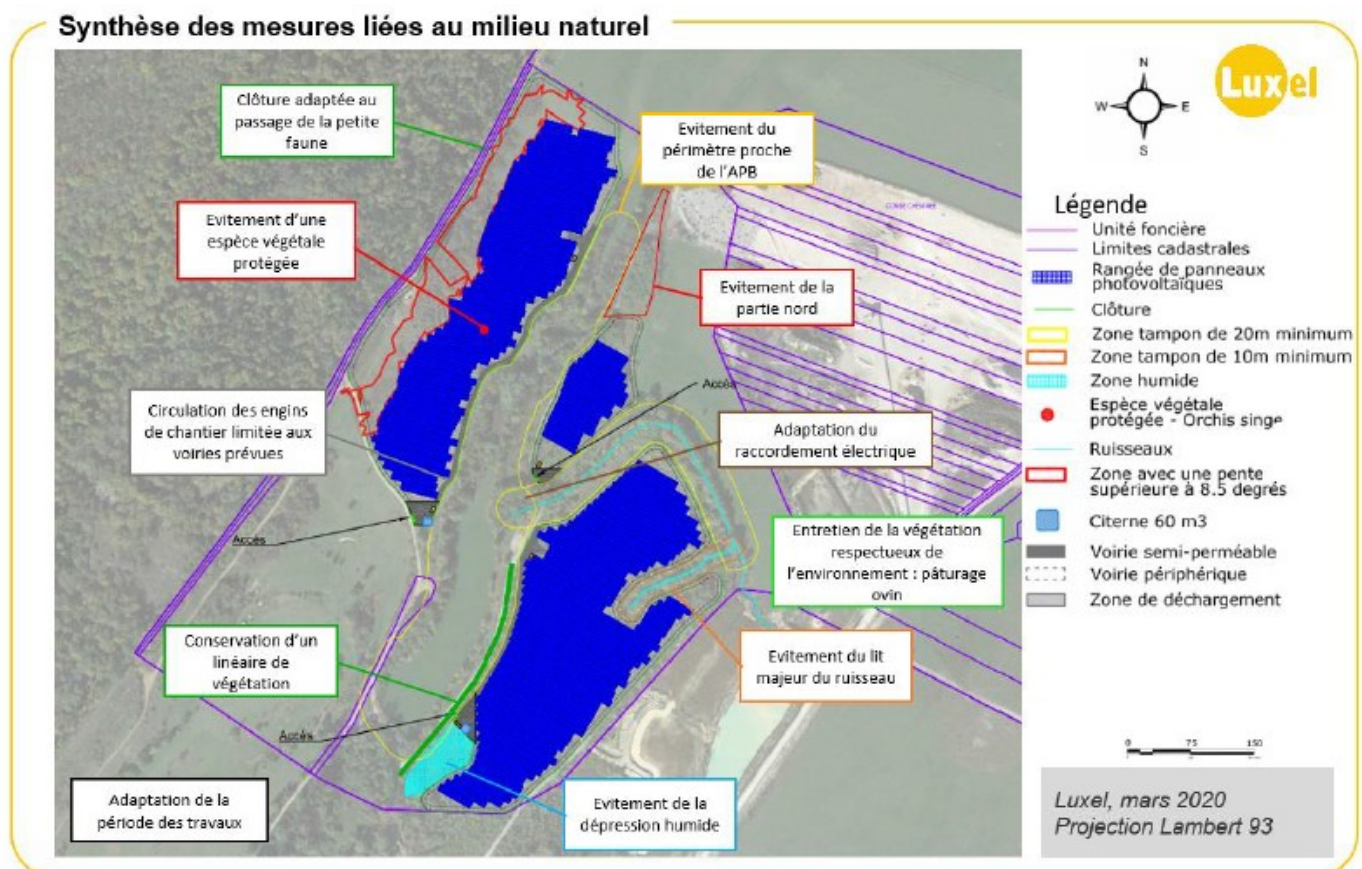 Synthèse des mesures liées au milieu naturel
Luxel
N
W
E
S
Clôture adaptée au
passage de la petite
faune
Evitement du
périmètre proche
de l'APB
Evitement d'une
espèce végétale
protégée
Evitement de la
partie nord
Accès
Circulation des engins
de chantier limitée aux
voiries prévues
Adaptation du
raccordement électrique
Accès
Entretien de la végétation
respectueux de
l'environnement : pâturage
ovin
Conservation d'un
linéaire de
végétation
Evitement du lit
majeur du ruisseau
Accès
Adaptation de la
période des travaux
Evitement de la
dépression humide
Légende
Unité foncière
Limites cadastrales
Rangée de panneaux
photovoltaïques
Clôture
Zone tampon de 20m minimum
Zone tampon de 10m minimum
Zone humide
Espèce végétale
protégée - Orchis singe
Ruisseaux
Zone avec une pente
supérieure à 8.5 degrés
Citerne 60 m3
Voirie semi-perméable
Voirie périphérique
Zone de déchargement
0 75 150
Luxel, mars 2020
Projection Lambert 93